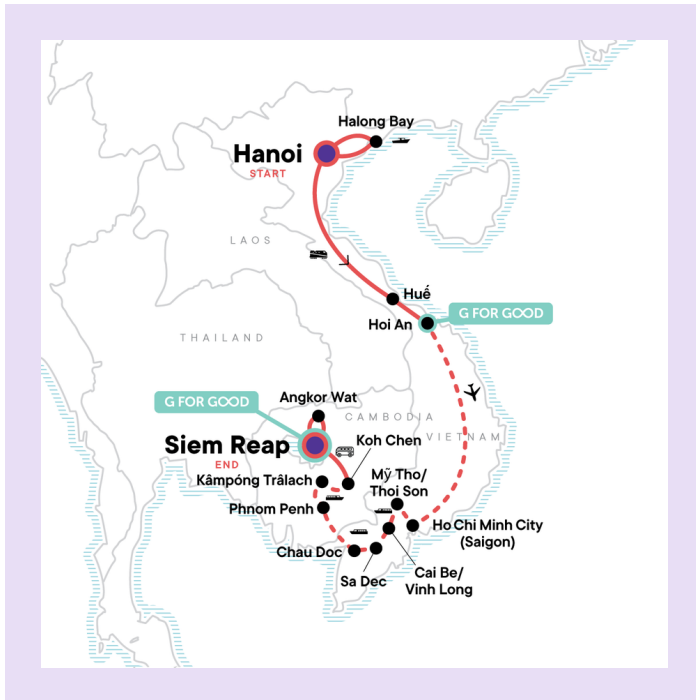 Halong Bay
Hanoi
START
LAOS
Huế
G FOR GOOD
Hoi An
THAILAND
Angkor Wat
G FOR GOOD
CAMBODIA
VIETNAM
Koh Chen
Siem Reap
END
Kâmpóng Trâlach
Mỹ Tho/
Thoi Son
Phnom Penh
Ho Chi Minh City
(Saigon)
Chau Doc
Sa Dec
Cai Be/
Vinh Long